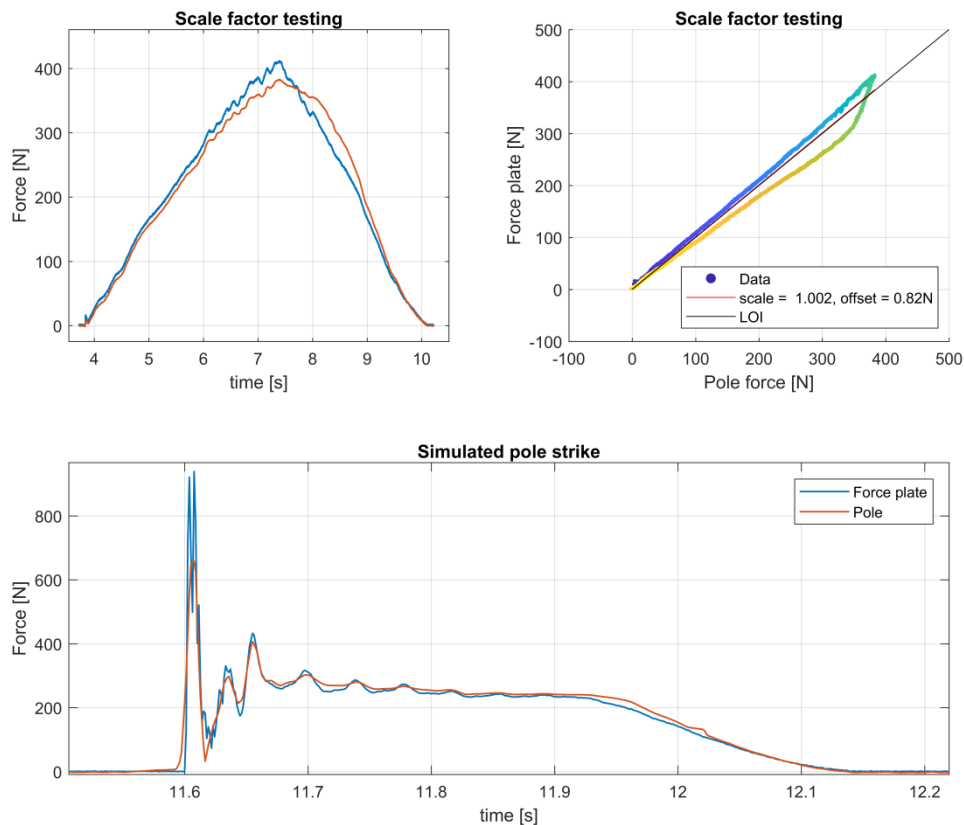 Scale factor testing
Force [N]
400
300
200
100
0
4 5 6 7 8 9 10
time [s]
Scale factor testing
Force plate [N]
500
400
300
200
100
0
-100
-100 0 100 200 300 400 500
Pole force [N]
Data
scale = 1.002, offset = 0.82N
LOI
Simulated pole strike
Force [N]
800
600
400
200
0
11.6 11.7 11.8 11.9 12 12.1 12.2
time [s]
Force plate
Pole